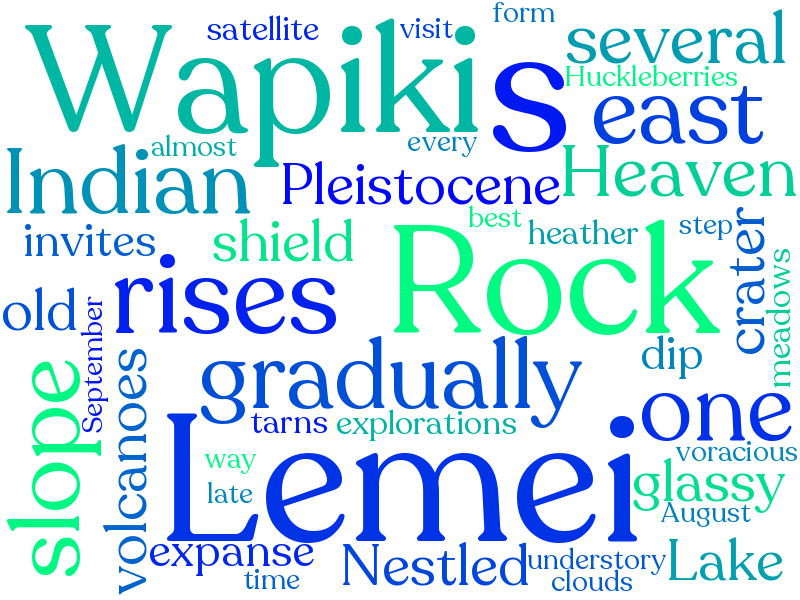 form
satellite
visit
several
Wapiki
s
Huckleberries
east
every
almost
Indian
Pleistocene
Heaven
best
heather
step
invites
shield
Rock
crater
meadows
rises
old
September
gradually
dip
volcanoes
slope
one
tarns
explorations
Lemei
voracious
way
glassy
late
August
expanse
Nestled
understory
Lake
time
clouds